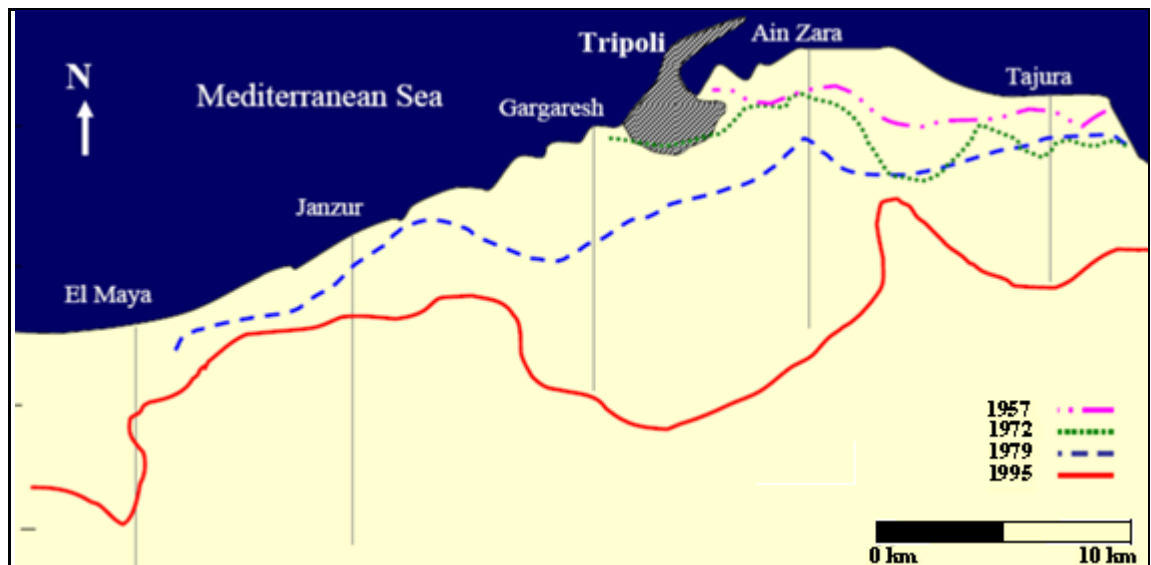 Tripoli
Ain Zara
N
Mediterranean Sea
Tajura
Gargaresh
Janzur
El Maya
1957
1972
1979
1995
0 km 10 km